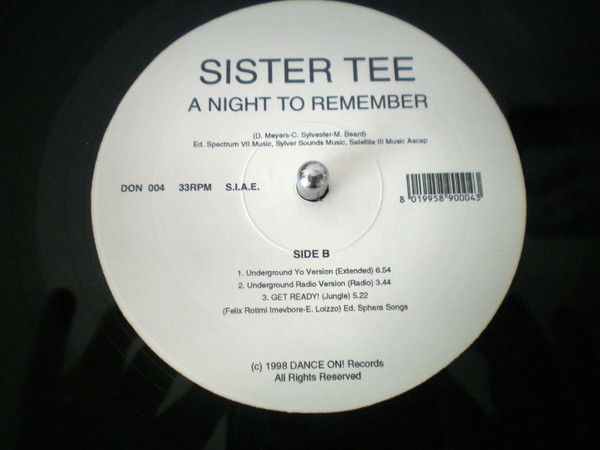 SISTER TEE
A NIGHT TO REMEMBER
(D. Meyers-C. Sylvester-M. Beard)
Ed. Spectrum VII Music, Sylver Sounds Music, Satellite III Music Ascap
DON 004 33RPM S.I.A.E.
8 019958 900043
SIDE B
1. Underground Yo Version (Extended) 6.54
2. Underground Radio Version (Radio) 3.44
3. GET READY! (Jungle) 5.22
(Felix Rotimi Imevbore-E. Loizzo) Ed. Sphera Songs
(c) 1998 DANCE ON! Records
All Rights Reserved